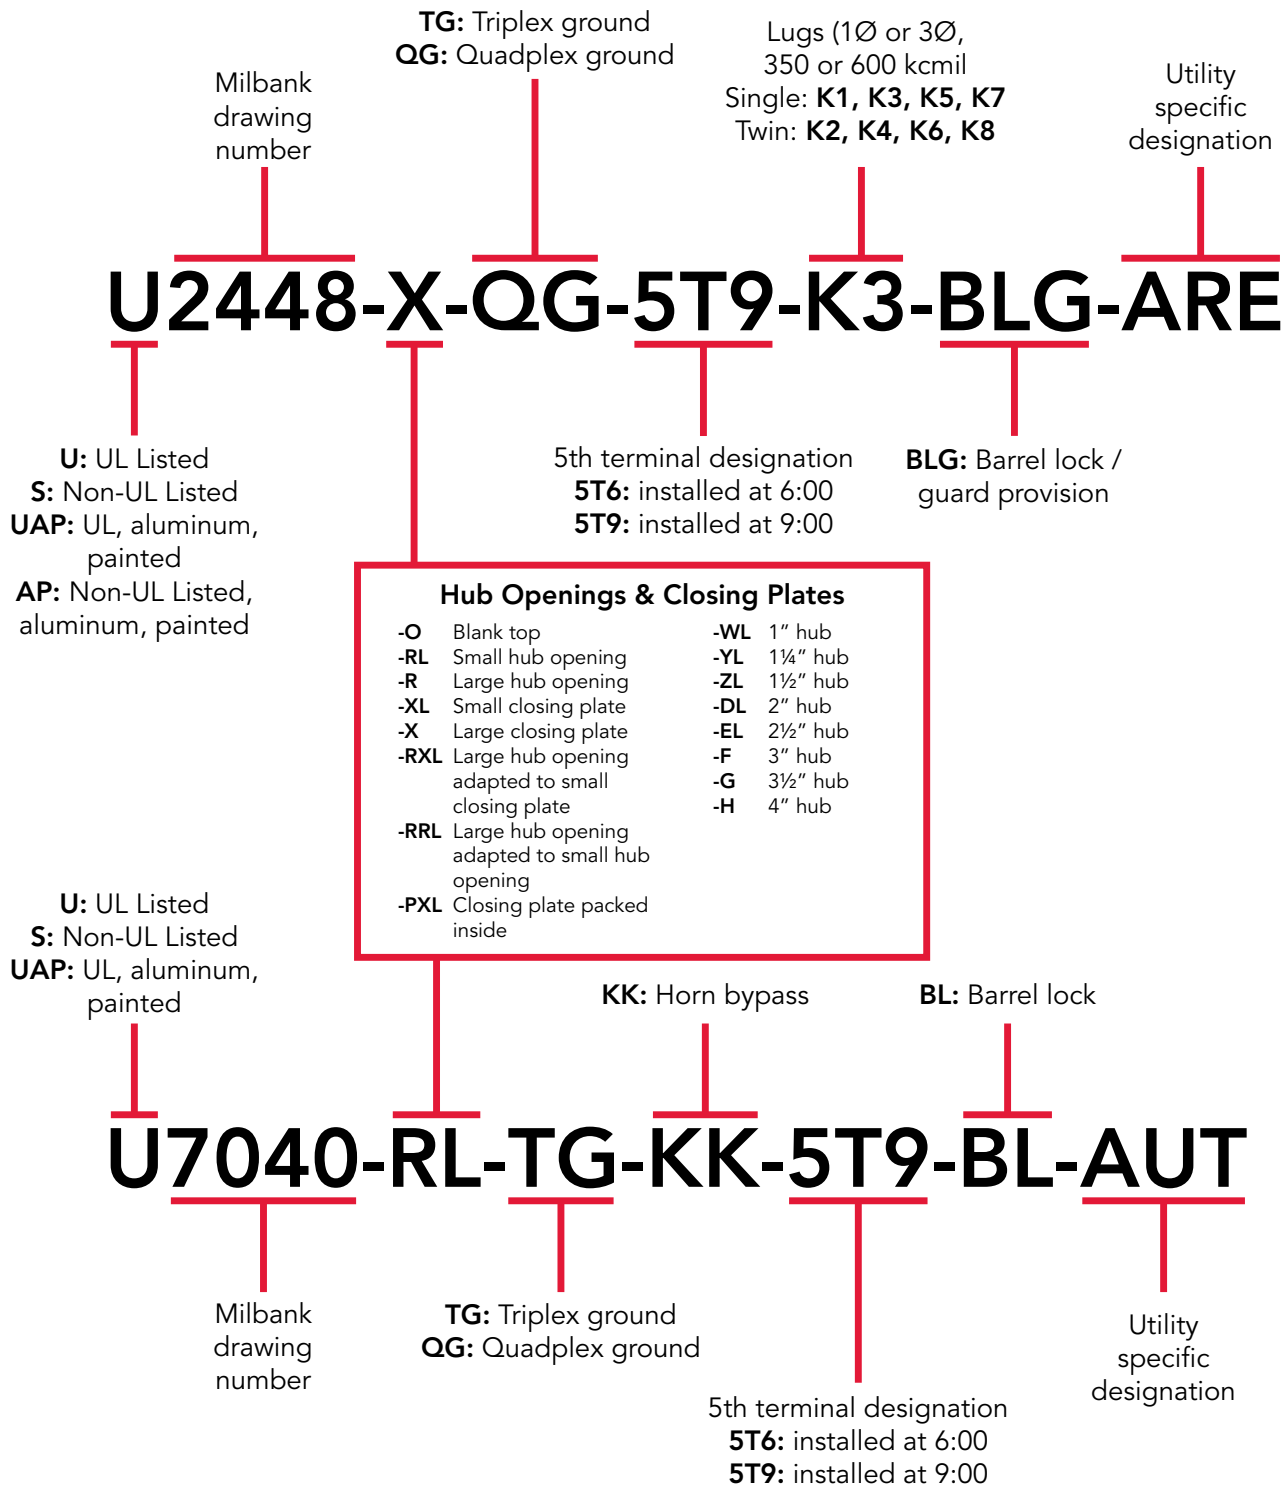 TG: Triplex ground
QG: Quadplex ground
Lugs (1Ø or 3Ø,
350 or 600 kcmil
Single: K1, K3, K5, K7
Twin: K2, K4, K6, K8
Milbank
drawing
number
Utility
specific
designation
U2448-X-QG-5T9-K3-BLG-ARE
U: UL Listed
S: Non-UL Listed
UAP: UL, aluminum,
painted
AP: Non-UL Listed,
aluminum, painted
5th terminal designation
5T6: installed at 6:00
5T9: installed at 9:00
BLG: Barrel lock /
guard provision
Hub Openings & Closing Plates
-O Blank top
-RL Small hub opening
-R Large hub opening
-XL Small closing plate
-X Large closing plate
-RXL Large hub opening
adapted to small
closing plate
-RRL Large hub opening
adapted to small hub
opening
-PXL Closing plate packed
inside
-WL 1” hub
-YL 1¼” hub
-ZL 1½” hub
-DL 2” hub
-EL 2½” hub
-F 3” hub
-G 3½” hub
-H 4” hub
U: UL Listed
S: Non-UL Listed
UAP: UL, aluminum,
painted
KK: Horn bypass
BL: Barrel lock
U7040-RL-TG-KK-5T9-BL-AUT
Milbank
drawing
number
TG: Triplex ground
QG: Quadplex ground
5th terminal designation
5T6: installed at 6:00
5T9: installed at 9:00
Utility
specific
designation